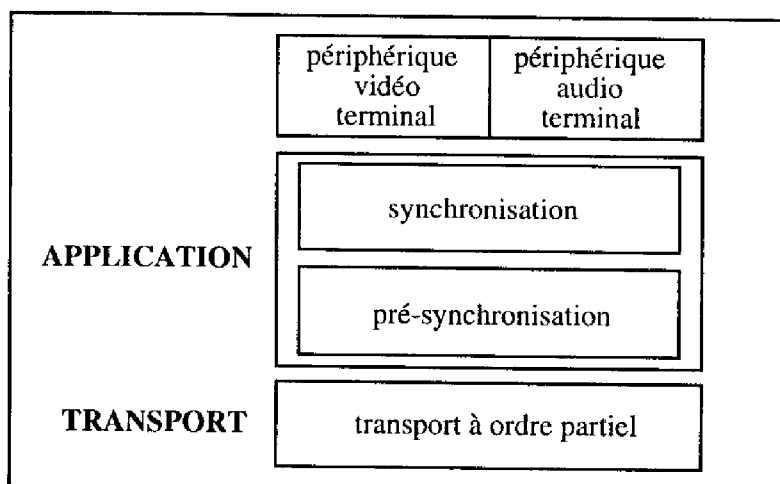 périphérique
vidéo
terminal
périphérique
audio
terminal
synchronisation
APPLICATION
pré-synchronisation
TRANSPORT
transport à ordre partiel